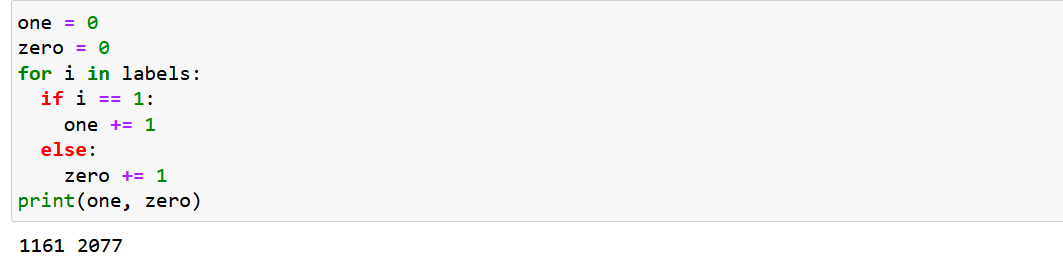 one = 0
zero = 0
for i in labels:
  if i == 1:
    one += 1
  else:
    zero += 1
print(one, zero)
1161 2077